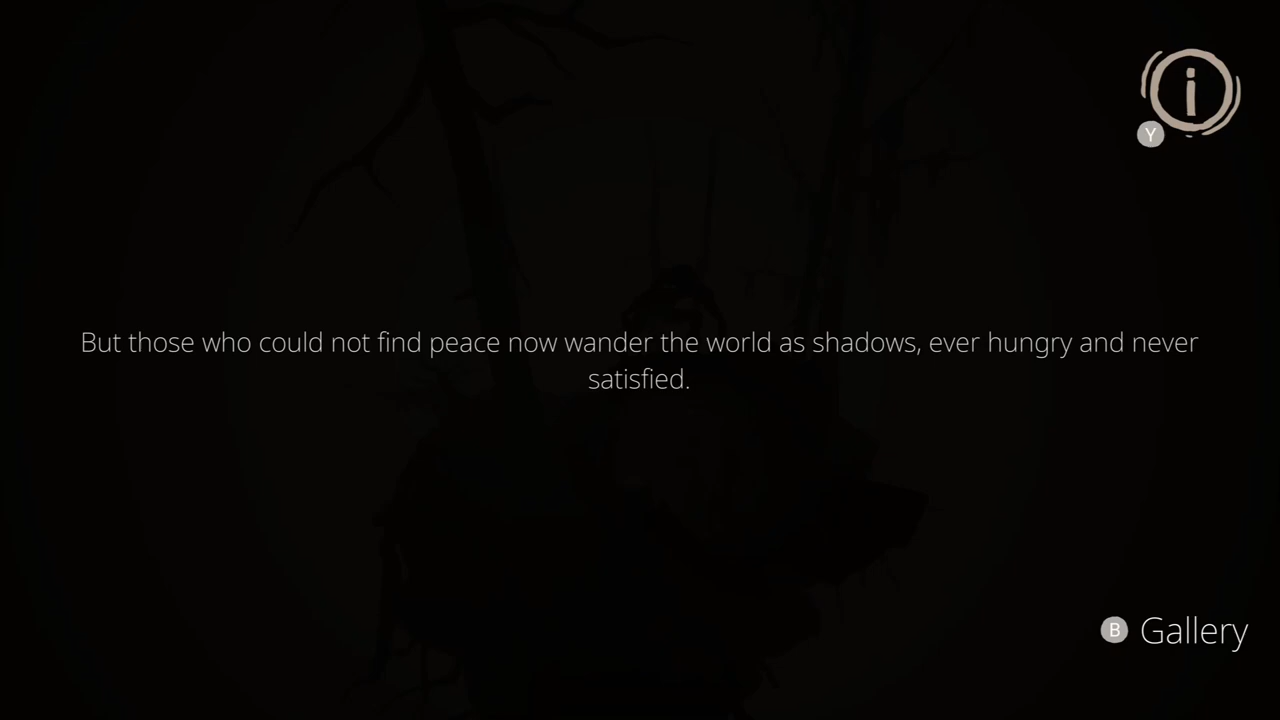 i
Y
But those who could not find peace now wander the world as shadows, ever hungry and never
satisfied.
B Gallery